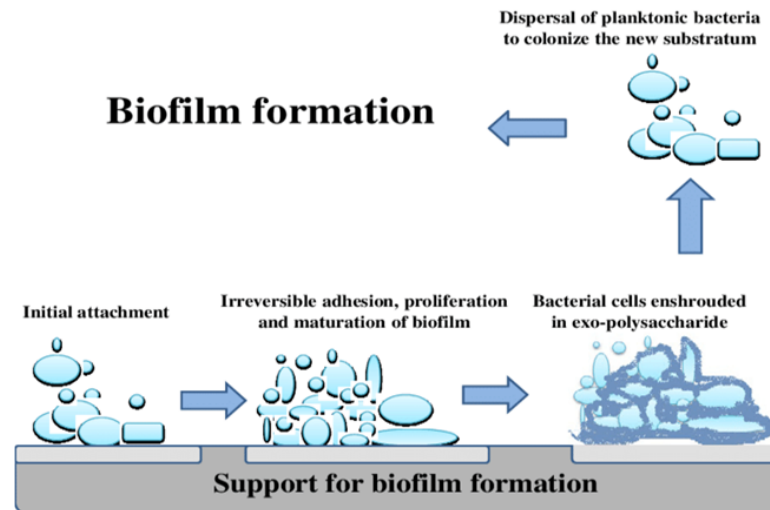 Dispersal of planktonic bacteria
to colonize the new substratum
Biofilm formation
Initial attachment
Irreversible adhesion, proliferation
and maturation of biofilm
Bacterial cells enshrouded
in exo-polysaccharide
Support for biofilm formation